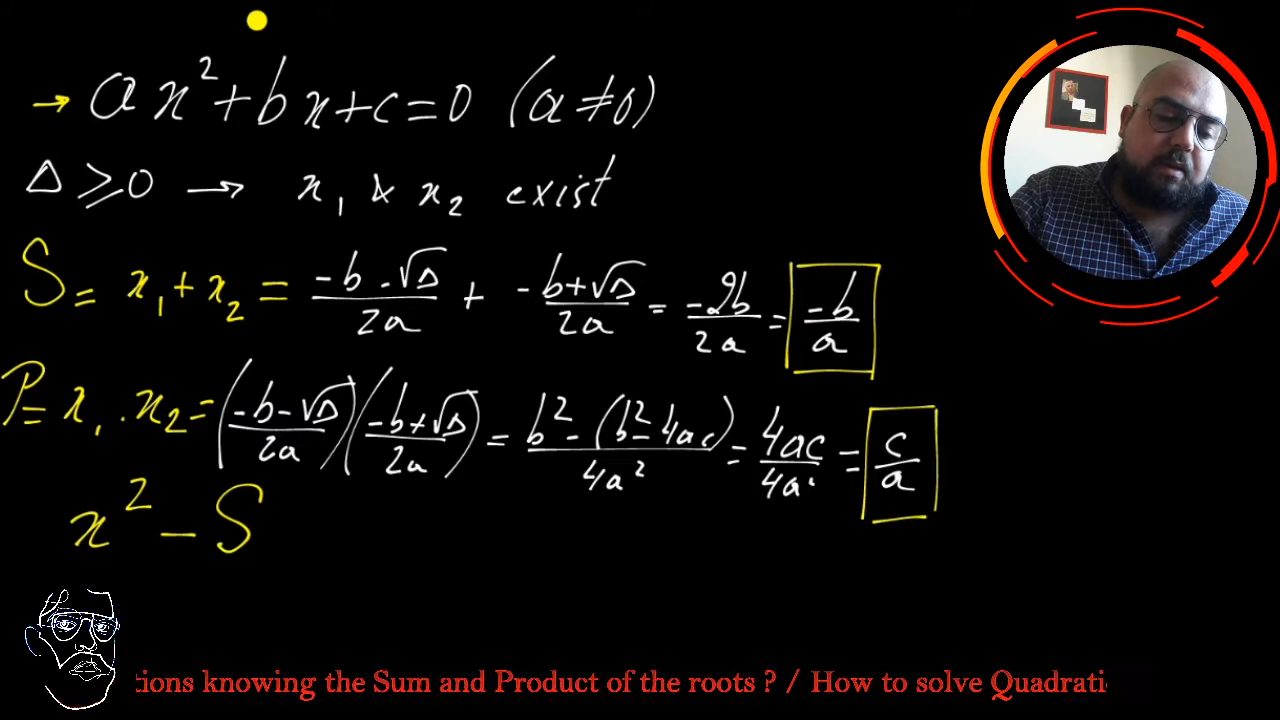 → ax²+bx+c=0 (a≠0)
Δ⩾0 → x₁ & x₂ exist
S = x₁+x₂ = (-b-√Δ)/2a + (-b+√Δ)/2a = -2b/2a = -b/a
P = x₁.x₂ = ((-b-√Δ)/2a)((-b+√Δ)/2a) = (b²-(b²-4ac))/4a² = 4ac/4a² = c/a
x² - S
tions knowing the Sum and Product of the roots ? / How to solve Quadrati